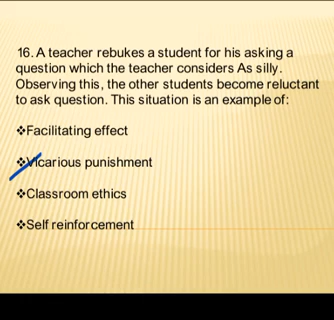 16. A teacher rebukes a student for his asking a
question which the teacher considers As silly.
Observing this, the other students become reluctant
to ask question. This situation is an example of:
❖Facilitating effect
❖Vicarious punishment
❖Classroom ethics
❖Self reinforcement